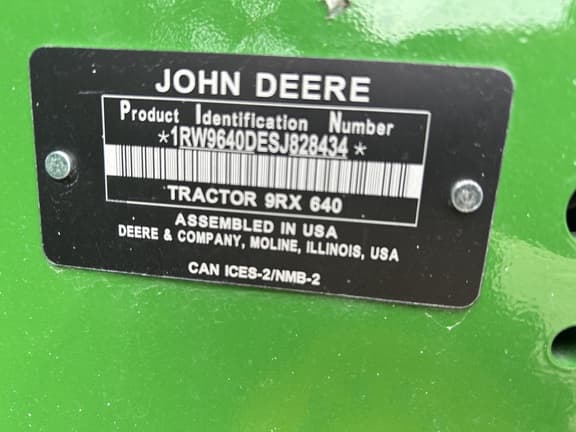 JOHN DEERE
Product Identification Number
*1RW9640DESJ828434*
TRACTOR 9RX 640
ASSEMBLED IN USA
DEERE & COMPANY, MOLINE, ILLINOIS, USA
CAN ICES-2/NMB-2